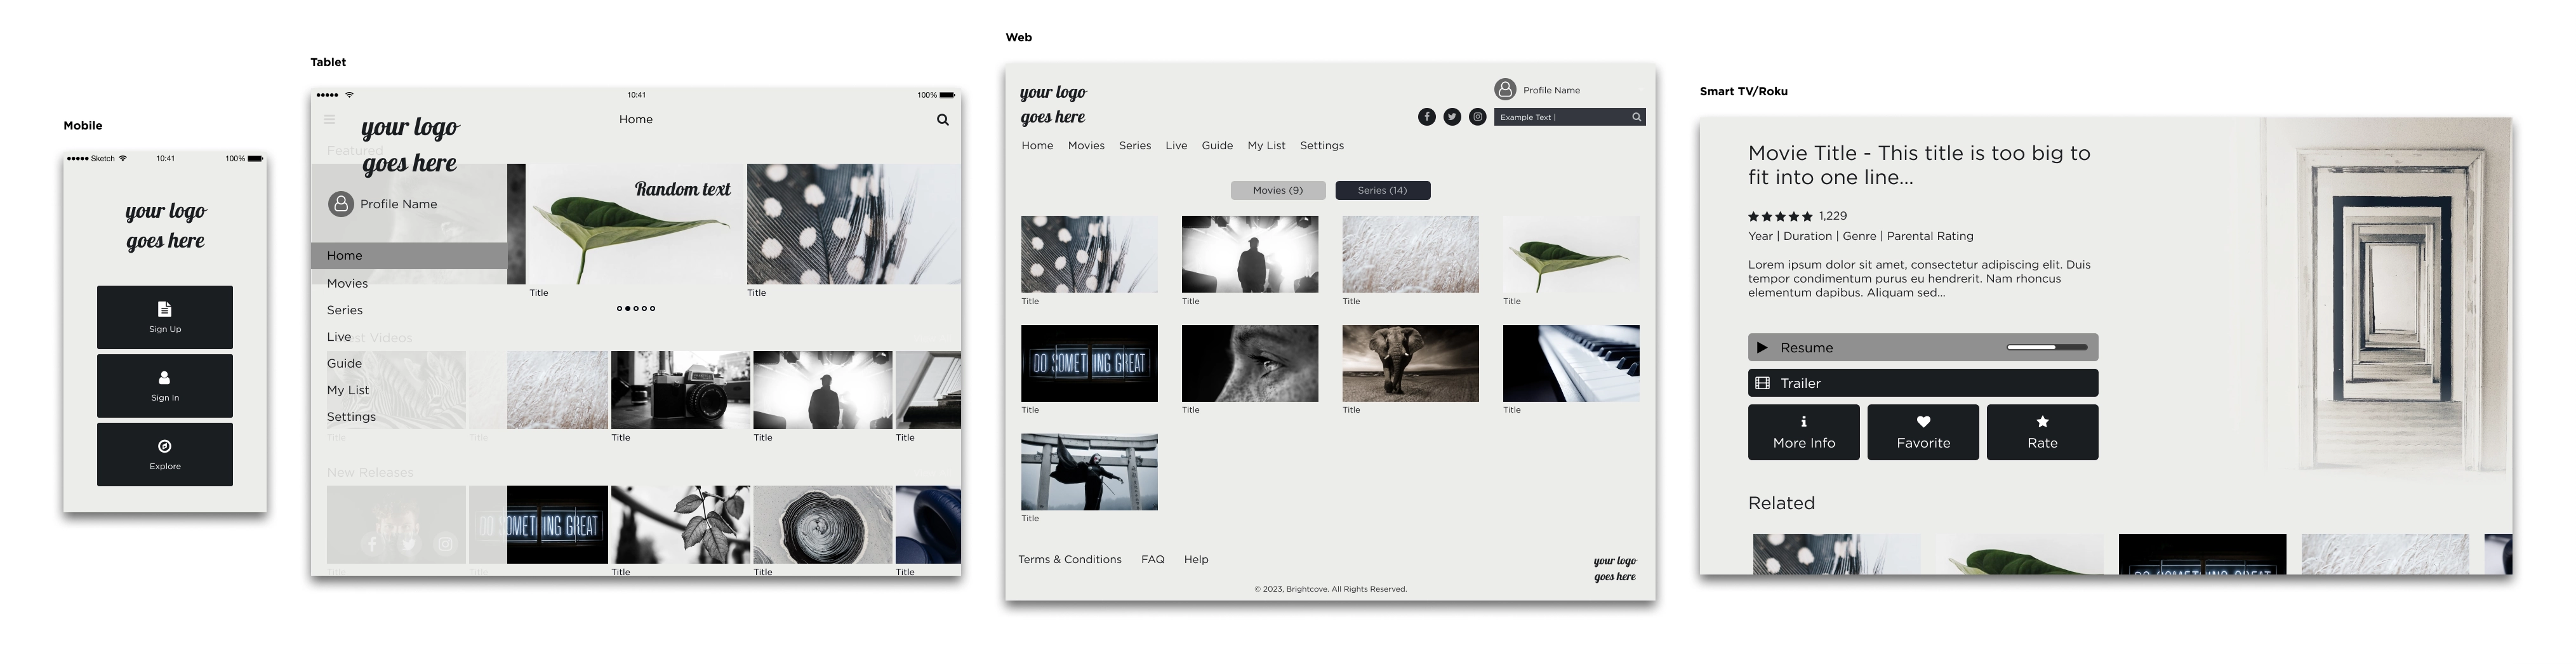 Mobile
Sketch
10:41
100%
your logo
goes here
Sign Up
Sign In
Explore
Tablet
10:41
100%
your logo
goes here
Home
Featured
Profile Name
Random text
Title
Title
Home
Movies
Series
Live
Guide
My List
Settings
st Videos
Title
Title
Title
Title
Title
Title
New Releases
DO SOMETHING GREAT
Title
Title
Title
Title
Title
Web
your logo
goes here
Profile Name
Example Text |
Home Movies Series Live Guide My List Settings
Movies (9)
Series (14)
Title
Title
Title
Title
DO SOMETHING GREAT
Title
Title
Title
Title
Title
Terms & Conditions FAQ Help
your logo
goes here
© 2023, Brightcove. All Rights Reserved.
Smart TV/Roku
Movie Title - This title is too big to
fit into one line...
1,229
Year | Duration | Genre | Parental Rating
Lorem ipsum dolor sit amet, consectetur adipiscing elit. Duis
tempor condimentum purus eu hendrerit. Nam rhoncus
elementum dapibus. Aliquam sed...
Resume
Trailer
More Info
Favorite
Rate
Related
DO SOMETHING GREAT